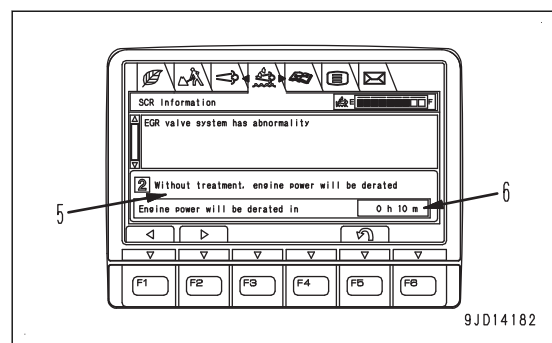 SCR Information
E F
EGR valve system has abnormality
2 Without treatment, engine power will be derated
Engine power will be derated in 0 h 10 m
5
6
F1 F2 F3 F4 F5 F6
9JD14182